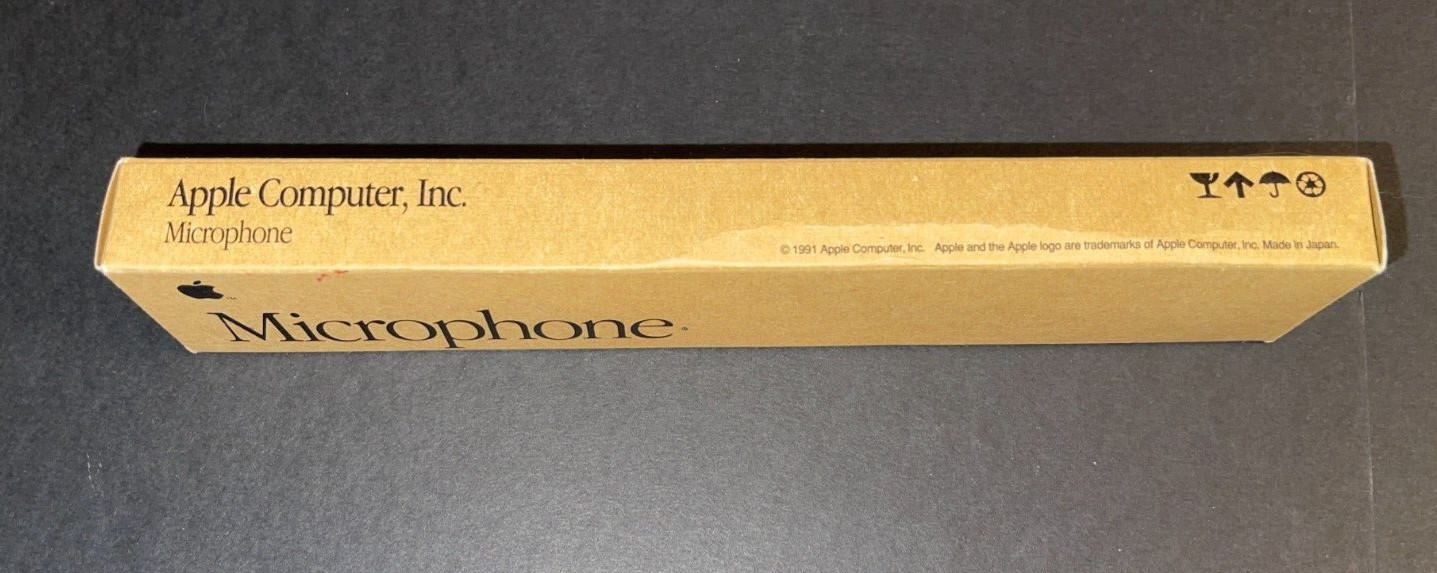 Apple Computer, Inc.
Microphone
© 1991 Apple Computer, Inc. Apple and the Apple logo are trademarks of Apple Computer, Inc. Made in Japan.
™
Microphone